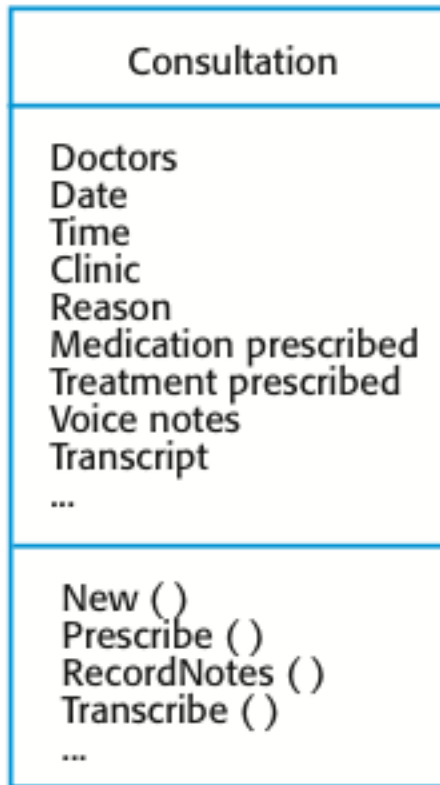 Consultation
Doctors
Date
Time
Clinic
Reason
Medication prescribed
Treatment prescribed
Voice notes
Transcript
...
New ( )
Prescribe ( )
RecordNotes ( )
Transcribe ( )
...